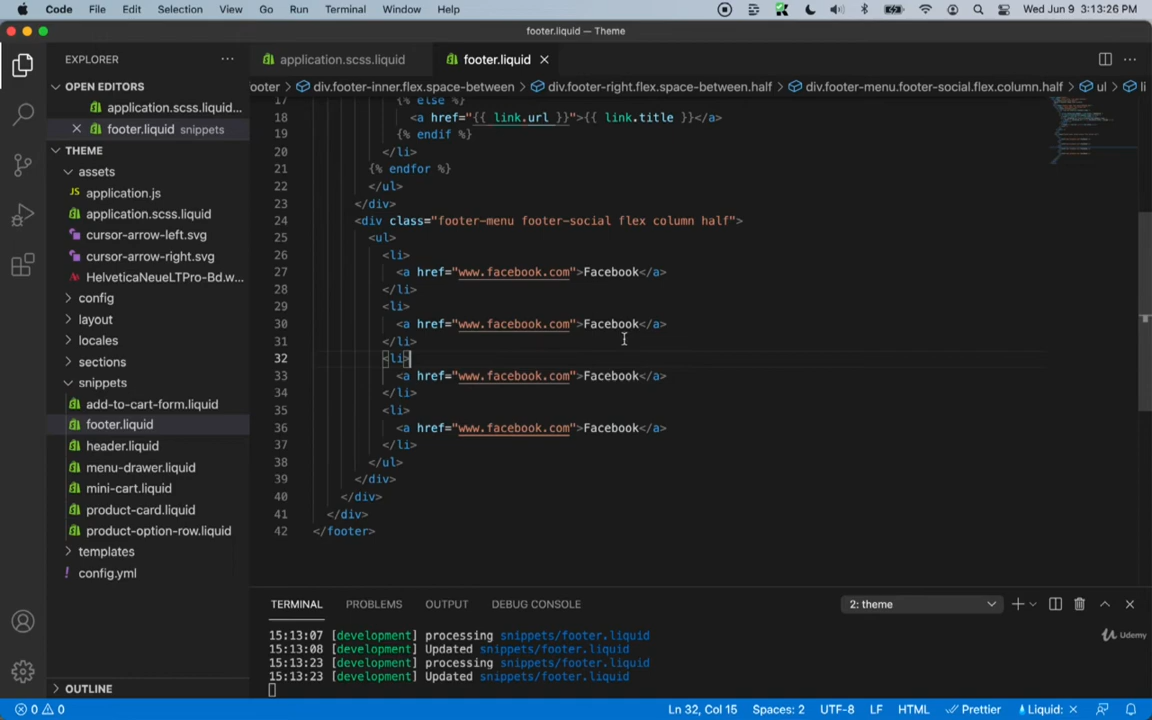 Code File Edit Selection View Go Run Terminal Window Help Wed Jun 9 3:13:26 PM
footer.liquid — Theme
EXPLORER
application.scss.liquid footer.liquid
OPEN EDITORS
ooter › div.footer-inner.flex.space-between › div.footer-right.flex.space-between.half › div.footer-menu.footer-social.flex.column.half › ul › li
application.scss.liquid...
footer.liquid snippets
THEME
assets
JS application.js
application.scss.liquid
cursor-arrow-left.svg
cursor-arrow-right.svg
HelveticaNeueLTPro-Bd.w...
config
layout
locales
sections
snippets
add-to-cart-form.liquid
footer.liquid
header.liquid
menu-drawer.liquid
mini-cart.liquid
product-card.liquid
product-option-row.liquid
templates
! config.yml
OUTLINE
17 {% else %}
18 <a href="{{ link.url }}">{{ link.title }}</a>
19 {% endif %}
20 </li>
21 {% endfor %}
22 </ul>
23 </div>
24 <div class="footer-menu footer-social flex column half">
25 <ul>
26 <li>
27 <a href="www.facebook.com">Facebook</a>
28 </li>
29 <li>
30 <a href="www.facebook.com">Facebook</a>
31 </li>
32 <li>
33 <a href="www.facebook.com">Facebook</a>
34 </li>
35 <li>
36 <a href="www.facebook.com">Facebook</a>
37 </li>
38 </ul>
39 </div>
40 </div>
41 </div>
42 </footer>
TERMINAL PROBLEMS OUTPUT DEBUG CONSOLE 2: theme
15:13:07 [development] processing snippets/footer.liquid
15:13:08 [development] Updated snippets/footer.liquid
15:13:23 [development] processing snippets/footer.liquid
15:13:23 [development] Updated snippets/footer.liquid
Udemy
0 0 Ln 32, Col 15 Spaces: 2 UTF-8 LF HTML Prettier Liquid: ×